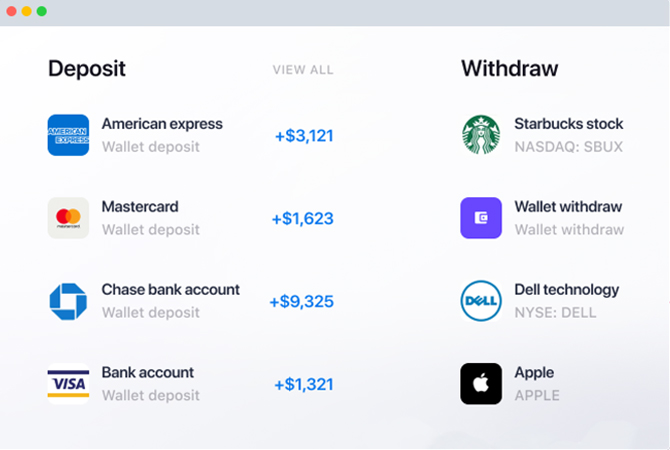 Deposit
VIEW ALL
AMERICAN
EXPRESS
American express
Wallet deposit
+$3,121
mastercard
Mastercard
Wallet deposit
+$1,623
Chase bank account
Wallet deposit
+$9,325
VISA
Bank account
Wallet deposit
+$1,321
Withdraw
Starbucks stock
NASDAQ: SBUX
Wallet withdraw
Wallet withdraw
DELL
Dell technology
NYSE: DELL
Apple
APPLE